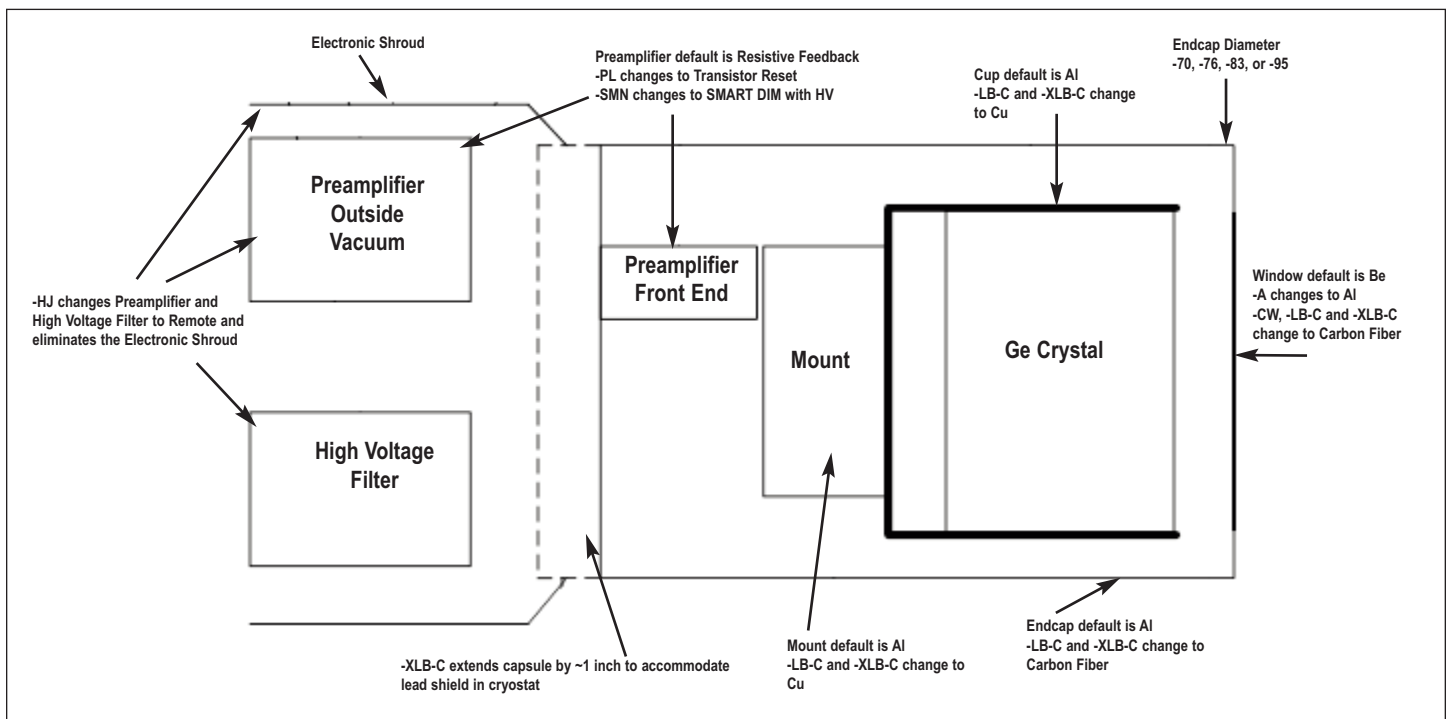 Electronic Shroud
Preamplifier default is Resistive Feedback
-PL changes to Transistor Reset
-SMN changes to SMART DIM with HV
Cup default is Al
-LB-C and -XLB-C change
to Cu
Endcap Diameter
-70, -76, -83, or -95
Preamplifier
Outside
Vacuum
Preamplifier
Front End
Mount
Ge Crystal
Window default is Be
-A changes to Al
-CW, -LB-C and -XLB-C
change to Carbon Fiber
-HJ changes Preamplifier and
High Voltage Filter to Remote and
eliminates the Electronic Shroud
High Voltage
Filter
-XLB-C extends capsule by ~1 inch to accommodate
lead shield in cryostat
Mount default is Al
-LB-C and -XLB-C change to
Cu
Endcap default is Al
-LB-C and -XLB-C change to
Carbon Fiber